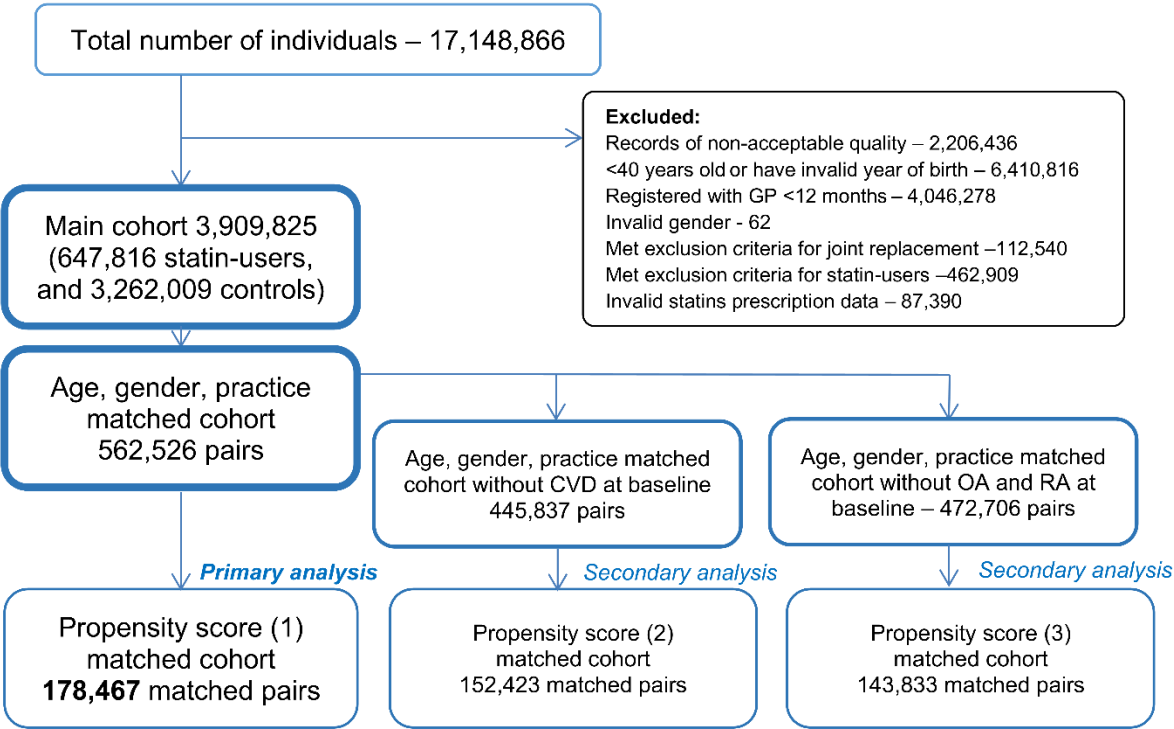 Total number of individuals – 17,148,866
Excluded:
Records of non-acceptable quality – 2,206,436
<40 years old or have invalid year of birth – 6,410,816
Registered with GP <12 months – 4,046,278
Invalid gender - 62
Met exclusion criteria for joint replacement –112,540
Met exclusion criteria for statin-users –462,909
Invalid statins prescription data – 87,390
Main cohort 3,909,825
(647,816 statin-users,
and 3,262,009 controls)
Age, gender, practice
matched cohort
562,526 pairs
Age, gender, practice matched
cohort without CVD at baseline
445,837 pairs
Age, gender, practice matched
cohort without OA and RA at
baseline – 472,706 pairs
Primary analysis
Secondary analysis
Secondary analysis
Propensity score (1)
matched cohort
178,467 matched pairs
Propensity score (2)
matched cohort
152,423 matched pairs
Propensity score (3)
matched cohort
143,833 matched pairs